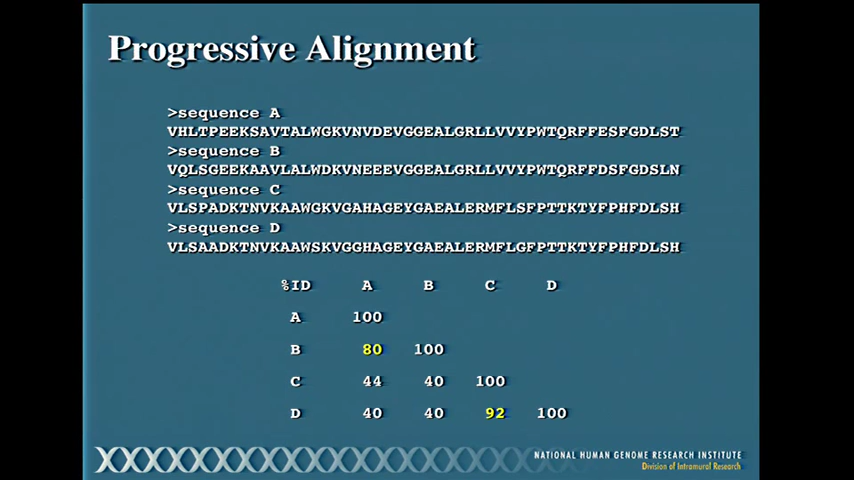 Progressive Alignment
>sequence A
VHLTPEEKSAVTALWGKVNVDEVGGEALGRLLVVYPWTQRFFESFGDLST
>sequence B
VQLSGEEKAAVLALWDKVNEEEVGGEALGRLLVVYPWTQRFFDSFGDSLN
>sequence C
VLSPADKTNVKAAWGKVGAHAGEYGAEALERMFLSFPTTKTYFPHFDLSH
>sequence D
VLSAADKTNVKAAWSKVGGHAGEYGAEALERMFLGFPTTKTYFPHFDLSH
%ID A B C D
A 100
B 80 100
C 44 40 100
D 40 40 92 100
NATIONAL HUMAN GENOME RESEARCH INSTITUTE
Division of Intramural Research